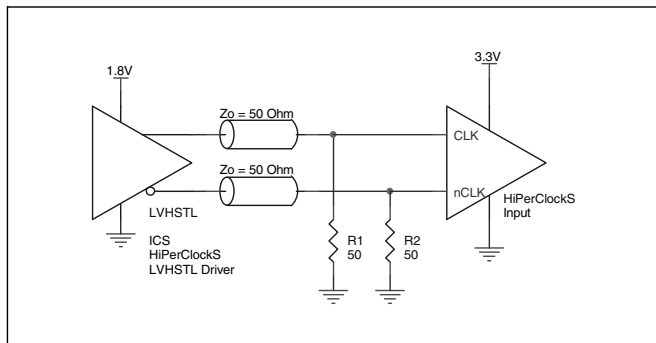 1.8V
3.3V
Zo = 50 Ohm
CLK
Zo = 50 Ohm
nCLK
HiPerClockS
Input
LVHSTL
ICS
HiPerClockS
LVHSTL Driver
R1
50
R2
50